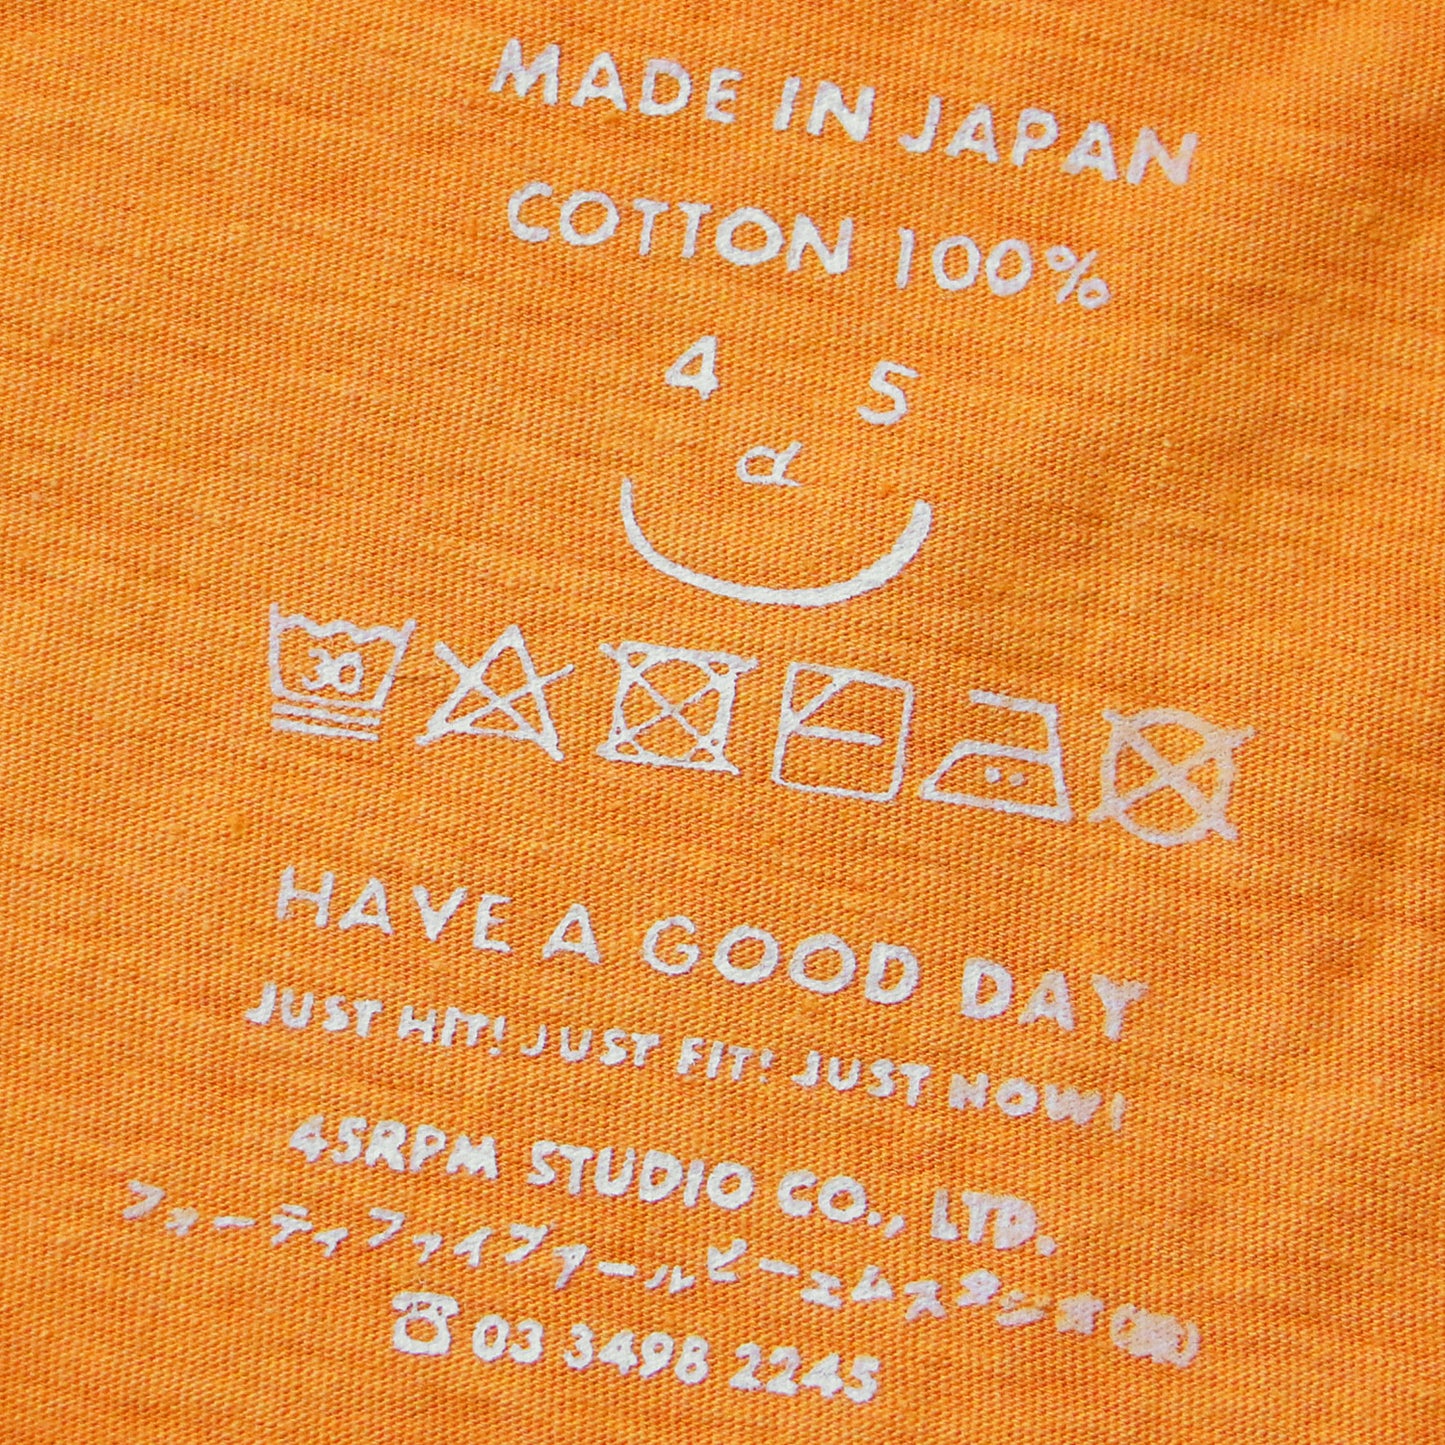 MADE IN JAPAN
COTTON 100%
4 5
d
30
HAVE A GOOD DAY
JUST HIT! JUST FIT! JUST NOW!
45RPM STUDIO CO., LTD.
フォーティファイブアールピーエムスタジオ(株)
☎03 3498 2245